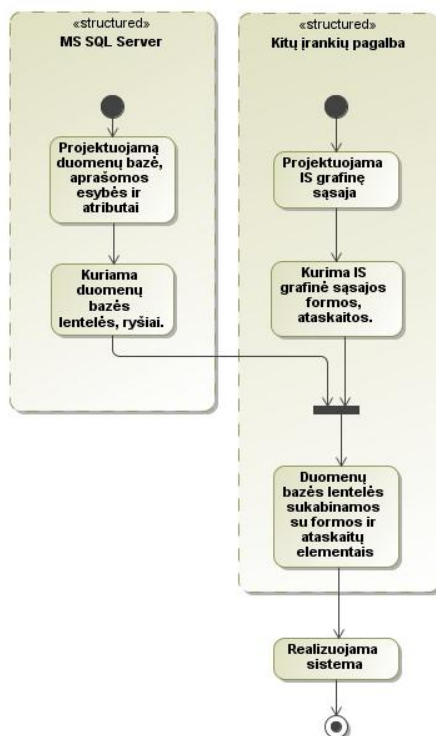 «structured»
MS SQL Server
Projektuojamą
duomenų bazė,
aprašomos
esybės ir
atributai
Kuriama
duomenų
bazės
lentelės, ryšiai.
«structured»
Kitų įrankių pagalba
Projektuojama
IS grafinę
sąsaja
Kurima IS
grafinė sąsajos
formos,
ataskaitos.
Duomenų
bazės lentelės
sukabinamos
su formos ir
ataskaitų
elementais
Realizuojama
sistema